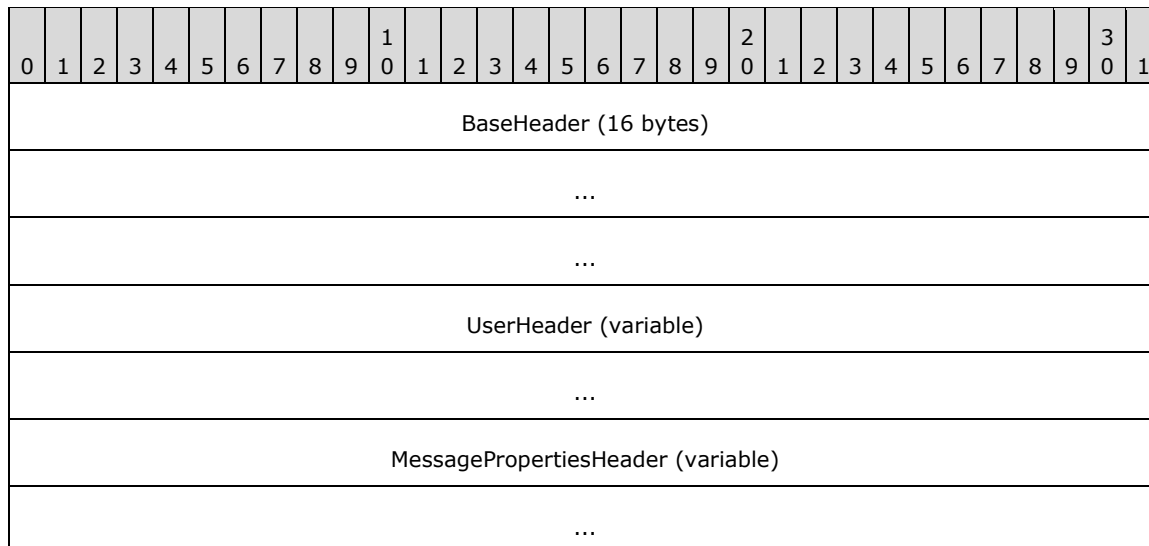 1 2 3
0 1 2 3 4 5 6 7 8 9 0 1 2 3 4 5 6 7 8 9 0 1 2 3 4 5 6 7 8 9 0 1
BaseHeader (16 bytes)
...
...
UserHeader (variable)
...
MessagePropertiesHeader (variable)
...